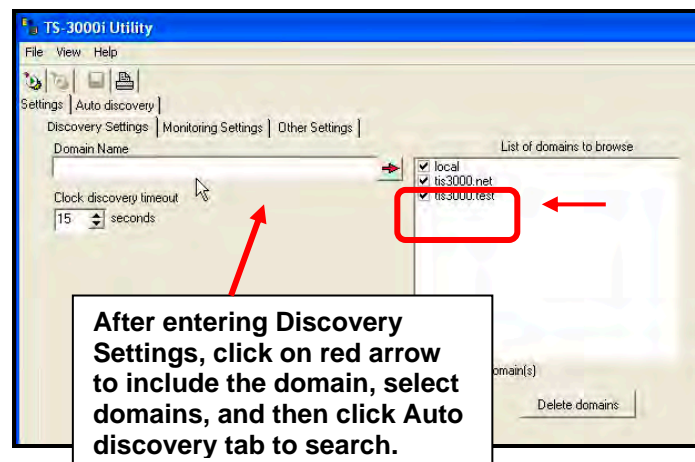 TS-3000i Utility
File View Help
Settings Auto discovery
Discovery Settings Monitoring Settings Other Settings
Domain Name
List of domains to browse
local
tis3000.net
tis3000.test
Clock discovery timeout
15 seconds
After entering Discovery
Settings, click on red arrow
to include the domain, select
domains, and then click Auto
discovery tab to search.
omain(s)
Delete domains